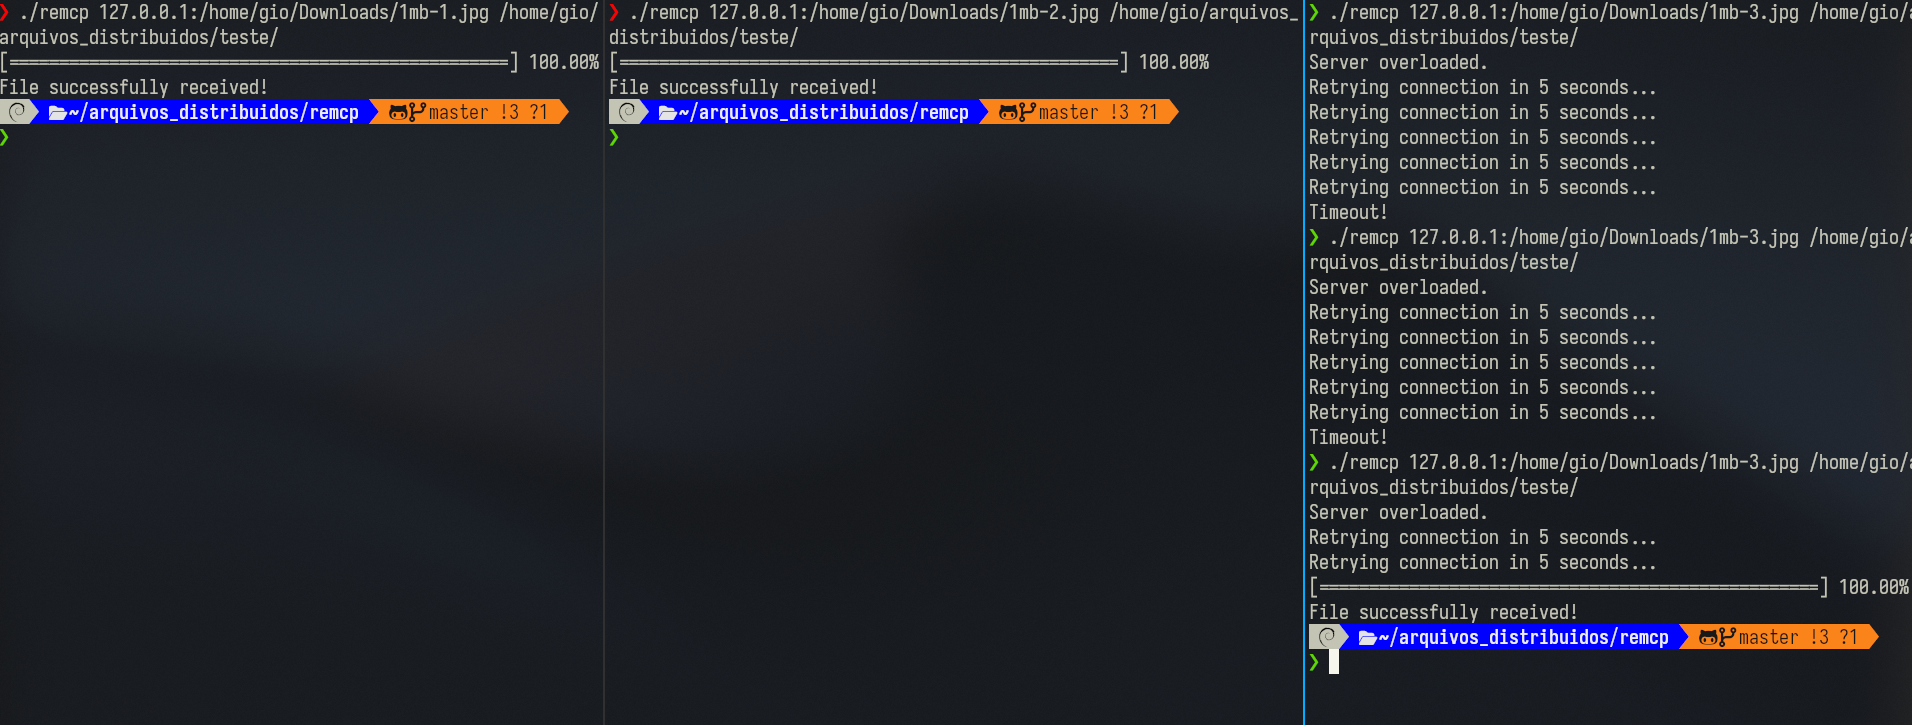 ❯ ./remcp 127.0.0.1:/home/gio/Downloads/1mb-1.jpg /home/gio/
arquivos_distribuidos/teste/
[==================================================] 100.00%
File successfully received!
~/arquivos_distribuidos/remcp master !3 ?1
❯
❯ ./remcp 127.0.0.1:/home/gio/Downloads/1mb-2.jpg /home/gio/arquivos_
distribuidos/teste/
[==================================================] 100.00%
File successfully received!
~/arquivos_distribuidos/remcp master !3 ?1
❯
❯ ./remcp 127.0.0.1:/home/gio/Downloads/1mb-3.jpg /home/gio/a
rquivos_distribuidos/teste/
Server overloaded.
Retrying connection in 5 seconds...
Retrying connection in 5 seconds...
Retrying connection in 5 seconds...
Retrying connection in 5 seconds...
Retrying connection in 5 seconds...
Timeout!
❯ ./remcp 127.0.0.1:/home/gio/Downloads/1mb-3.jpg /home/gio/a
rquivos_distribuidos/teste/
Server overloaded.
Retrying connection in 5 seconds...
Retrying connection in 5 seconds...
Retrying connection in 5 seconds...
Retrying connection in 5 seconds...
Retrying connection in 5 seconds...
Timeout!
❯ ./remcp 127.0.0.1:/home/gio/Downloads/1mb-3.jpg /home/gio/a
rquivos_distribuidos/teste/
Server overloaded.
Retrying connection in 5 seconds...
Retrying connection in 5 seconds...
[==================================================] 100.00%
File successfully received!
~/arquivos_distribuidos/remcp master !3 ?1
❯